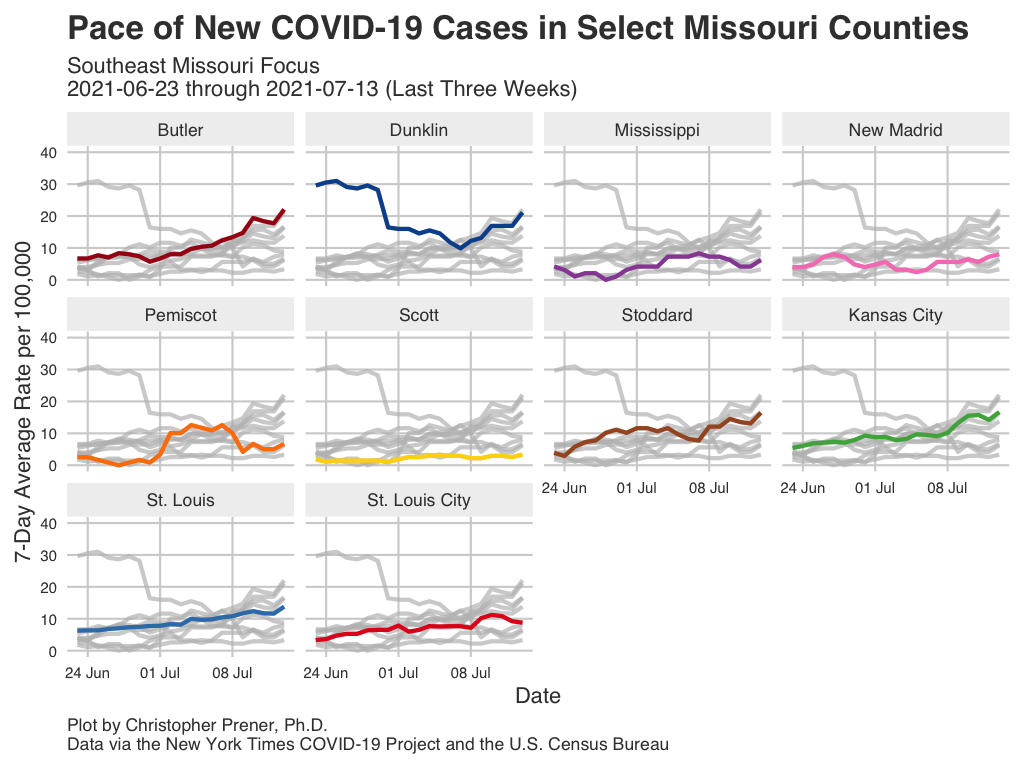 Pace of New COVID-19 Cases in Select Missouri Counties
Southeast Missouri Focus
2021-06-23 through 2021-07-13 (Last Three Weeks)
Butler
Dunklin
Mississippi
New Madrid
40
30
20
10
0
Pemiscot
Scott
Stoddard
Kansas City
40
30
20
10
0
24 Jun
01 Jul
08 Jul
24 Jun
01 Jul
08 Jul
St. Louis
St. Louis City
40
30
20
10
0
24 Jun
01 Jul
08 Jul
24 Jun
01 Jul
08 Jul
7-Day Average Rate per 100,000
Date
Plot by Christopher Prener, Ph.D.
Data via the New York Times COVID-19 Project and the U.S. Census Bureau